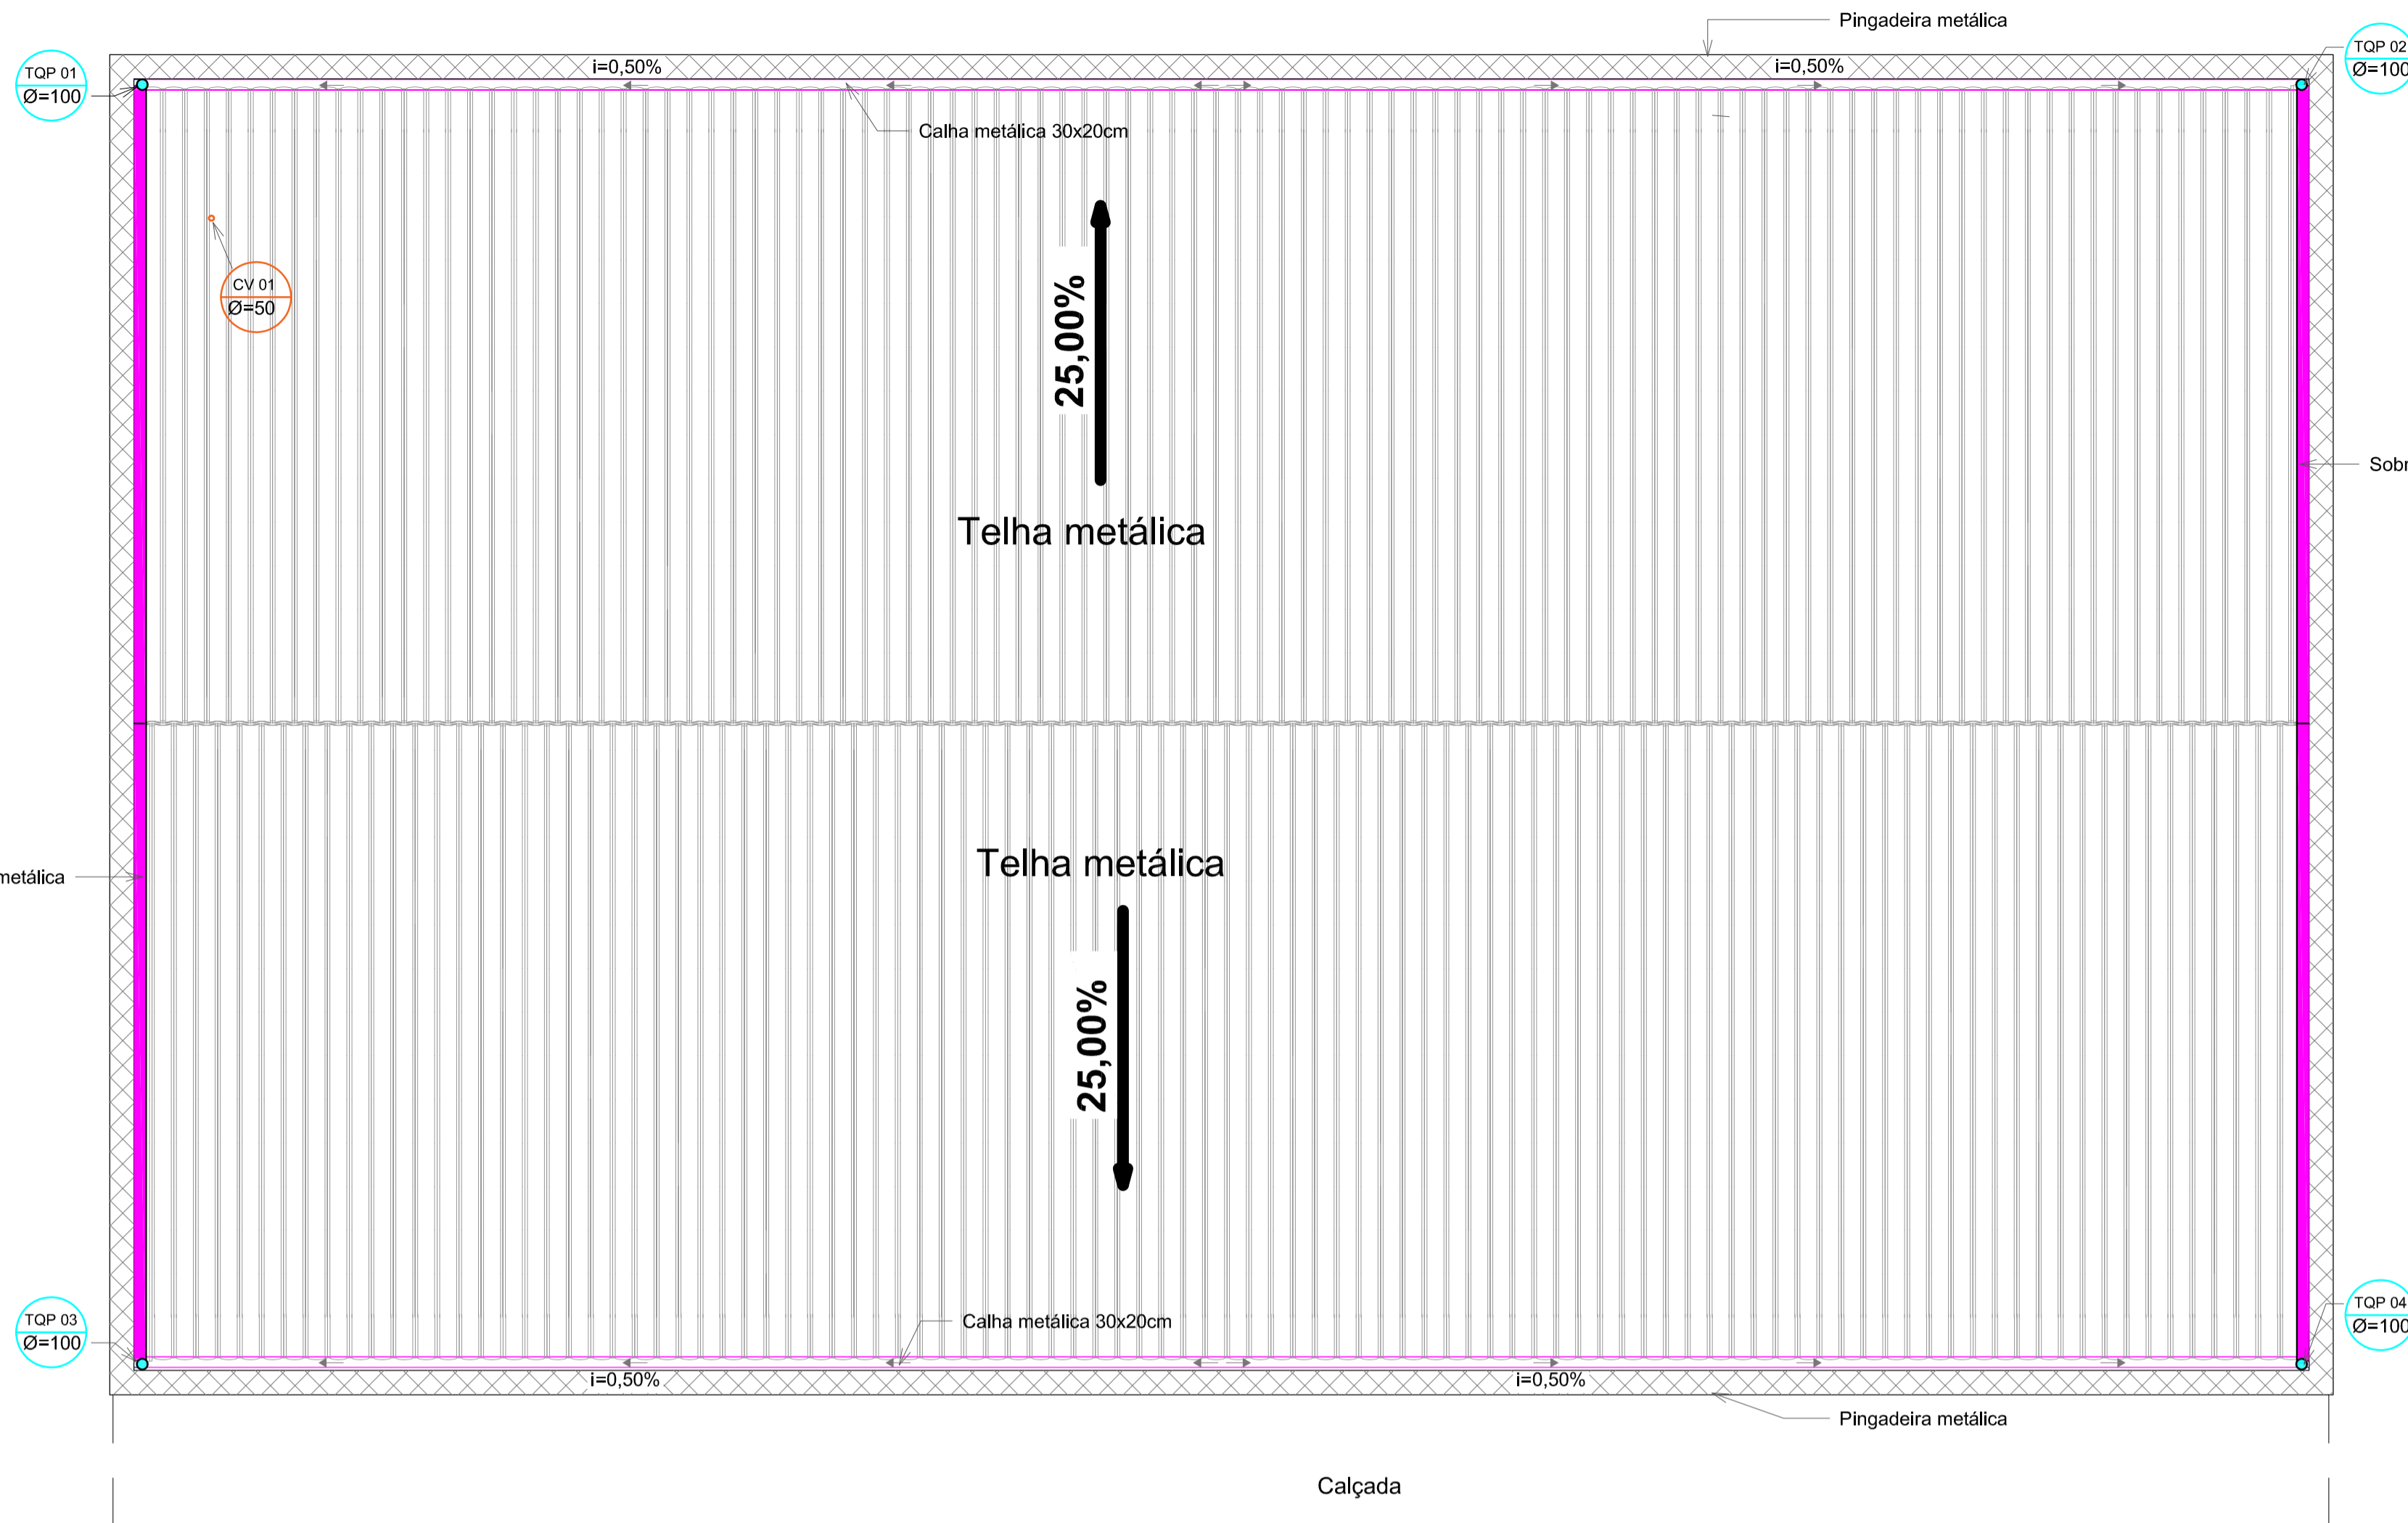 Pingadeira metálica
TQP 01
Ø=100
i=0,50%
i=0,50%
TQP 02
Ø=100
Calha metálica 30x20cm
CV 01
Ø=50
25,00%
Telha metálica
Sobr
Telha metálica
metálica
25,00%
TQP 03
Ø=100
Calha metálica 30x20cm
TQP 04
Ø=100
i=0,50%
i=0,50%
Pingadeira metálica
Calçada